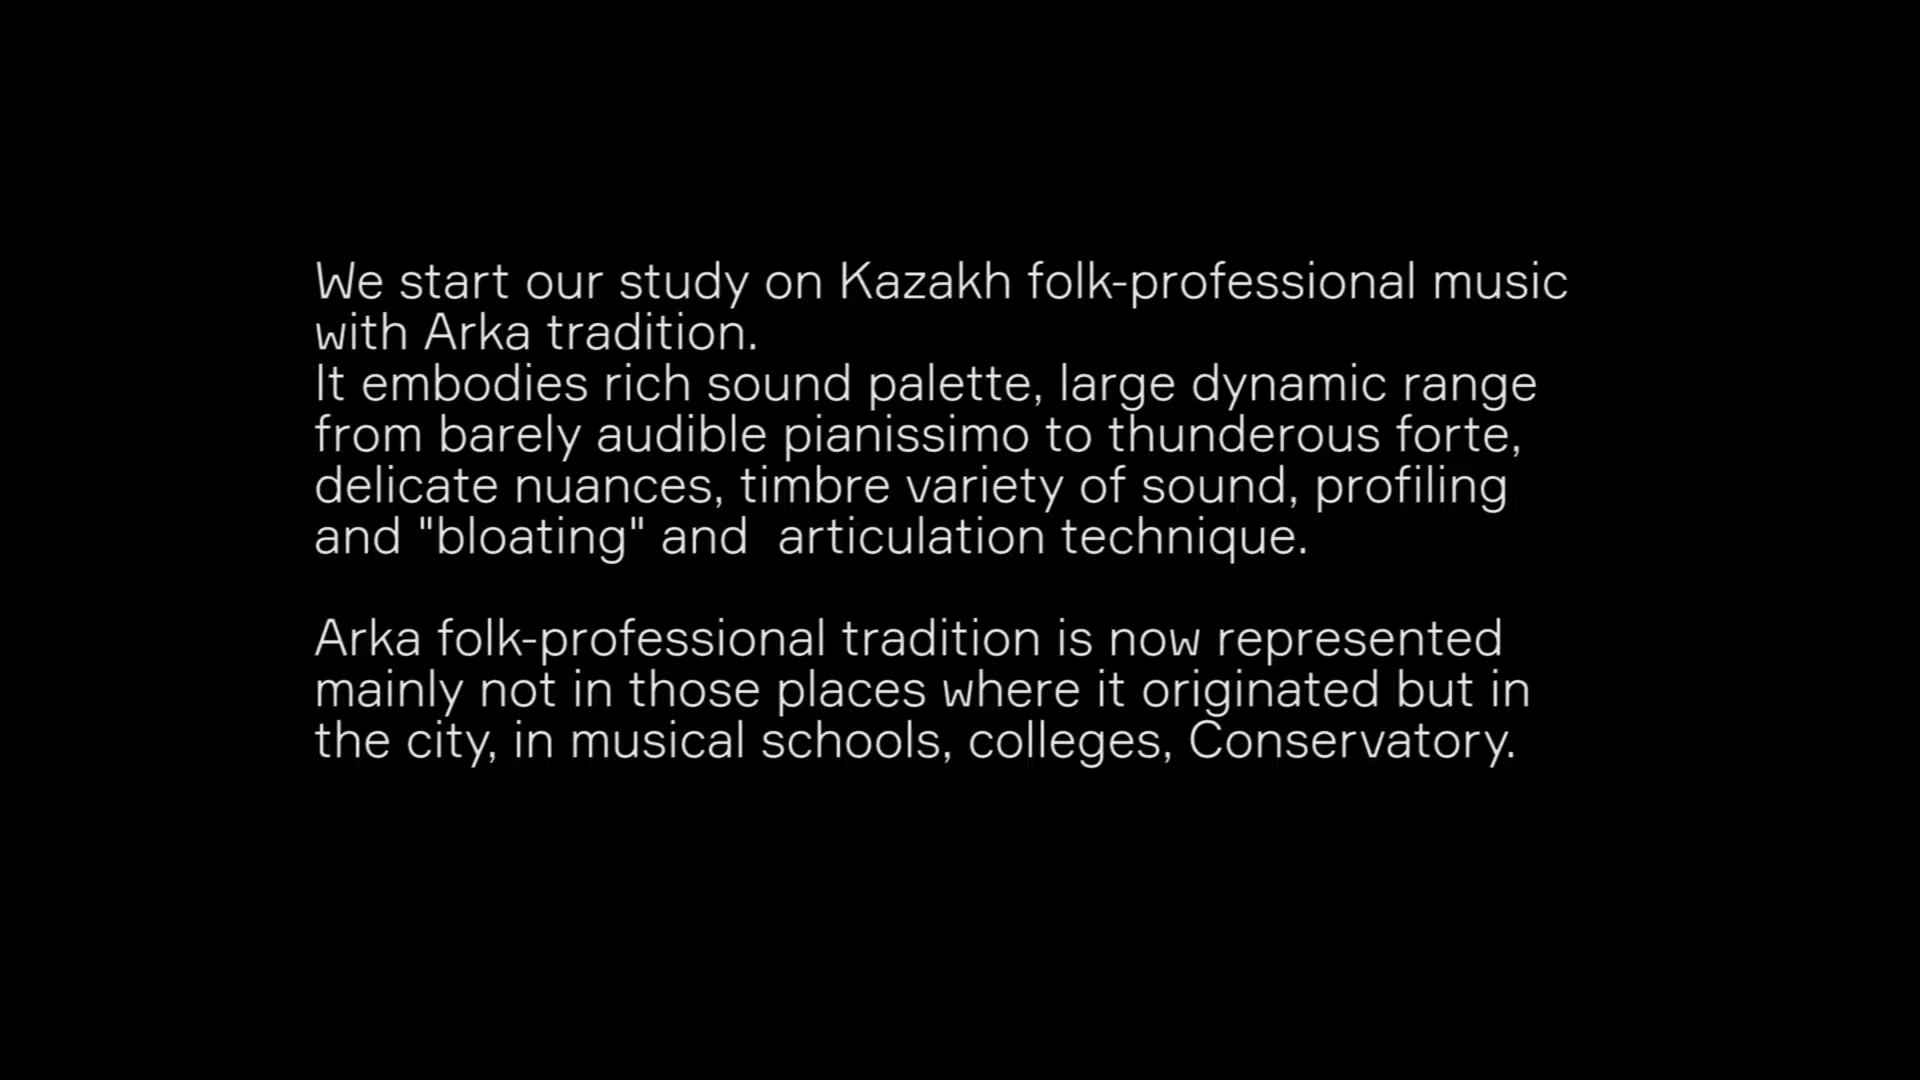 We start our study on Kazakh folk-professional music
with Arka tradition.
It embodies rich sound palette, large dynamic range
from barely audible pianissimo to thunderous forte,
delicate nuances, timbre variety of sound, profiling
and "bloating" and  articulation technique.
Arka folk-professional tradition is now represented
mainly not in those places where it originated but in
the city, in musical schools, colleges, Conservatory.